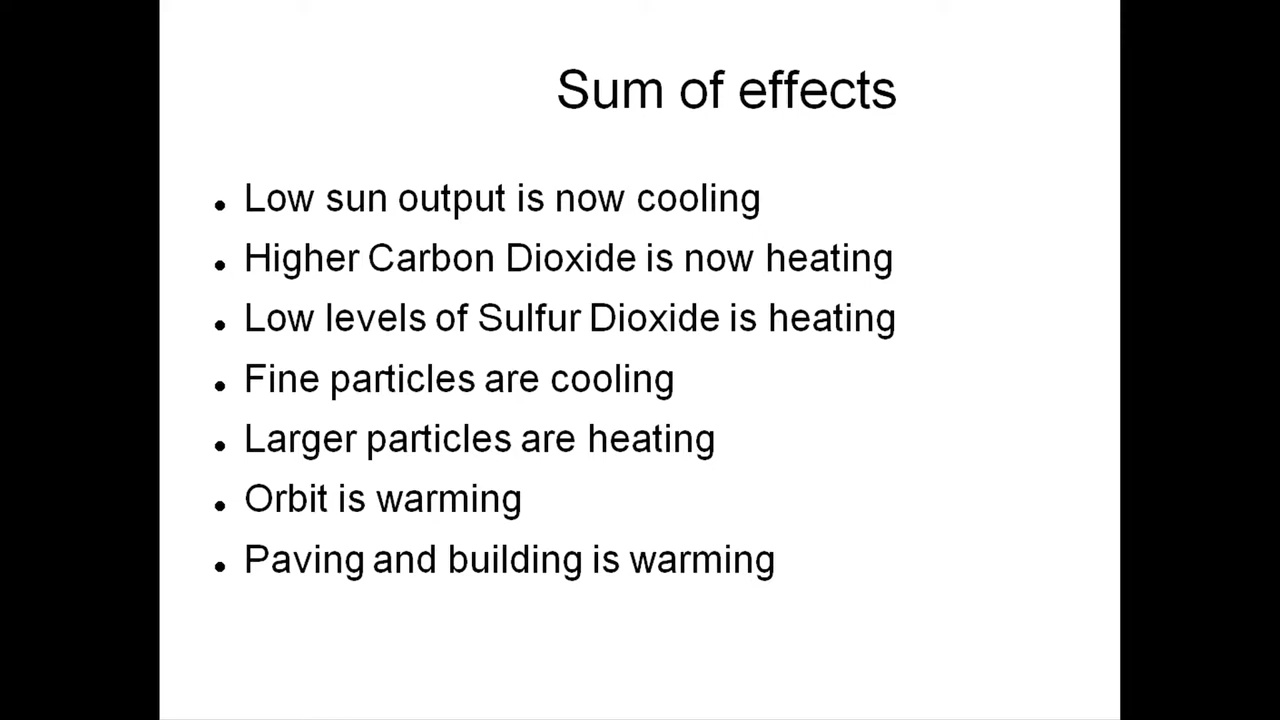 Sum of effects
• Low sun output is now cooling
• Higher Carbon Dioxide is now heating
• Low levels of Sulfur Dioxide is heating
• Fine particles are cooling
• Larger particles are heating
• Orbit is warming
• Paving and building is warming